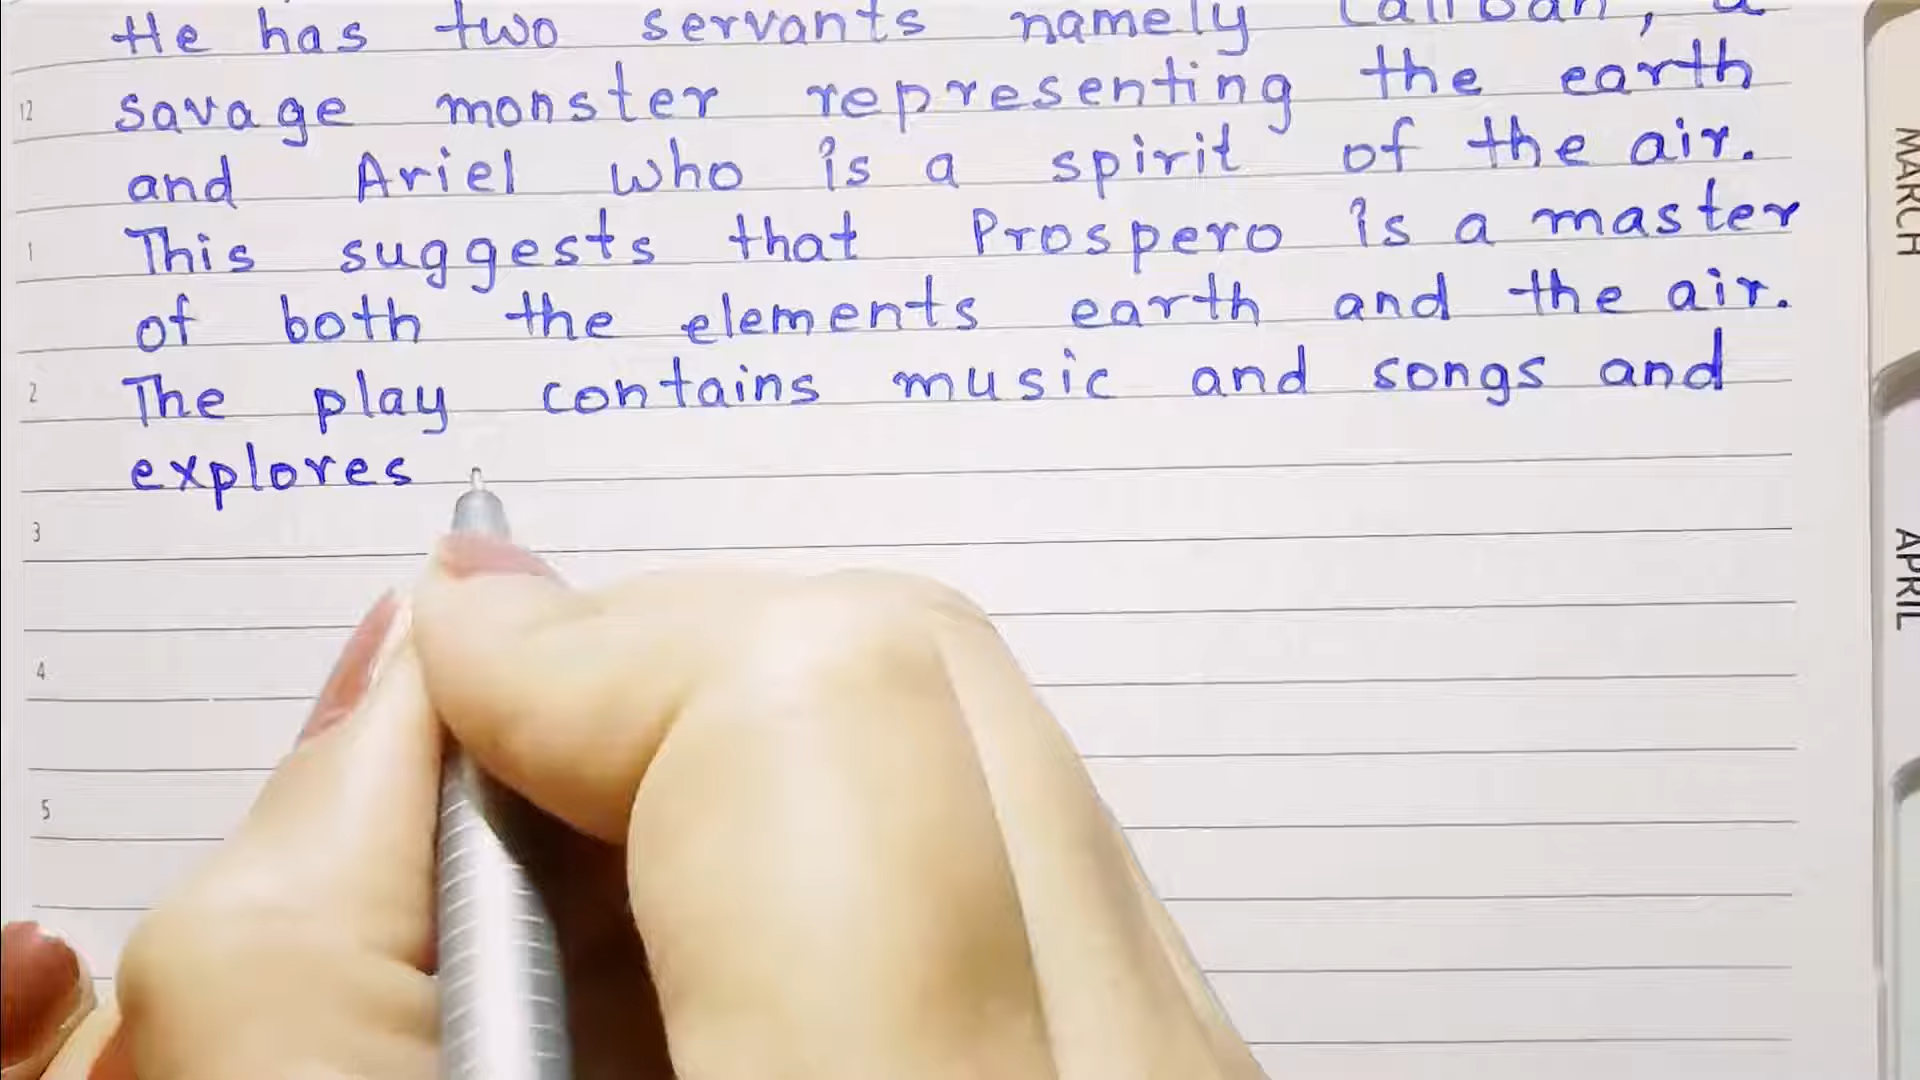 He has two servants namely Caliban, a
savage monster representing the earth
and Ariel who is a spirit of the air.
This suggests that Prospero is a master
of both the elements earth and the air.
The play contains music and songs and
explores
12
1
2
3
4
5
MARCH
APRIL